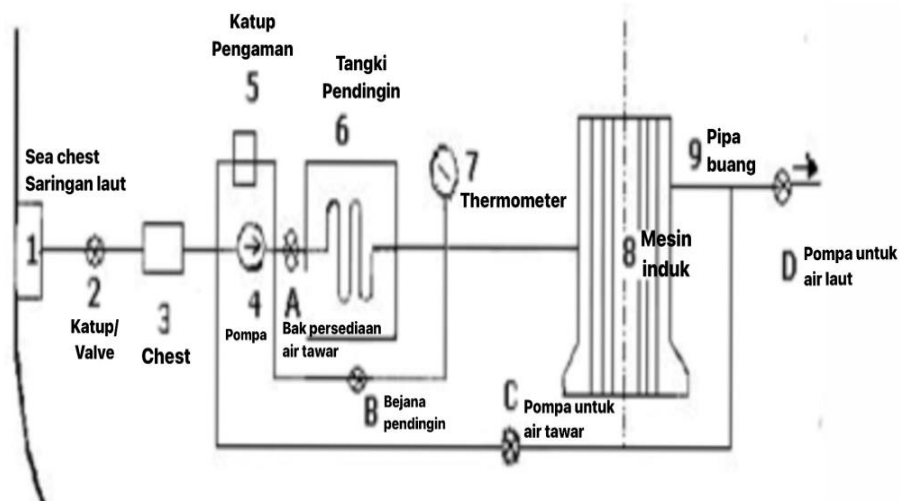 Katup
Pengaman
5
Tangki
Pendingin
6
Sea chest
Saringan laut
1
2
Katup/
Valve
3
Chest
4
Pompa
A
Bak persediaan
air tawar
7
Thermometer
B
Bejana
pendingin
8
Mesin
induk
9
Pipa
buang
C
Pompa untuk
air tawar
D
Pompa untuk
air laut